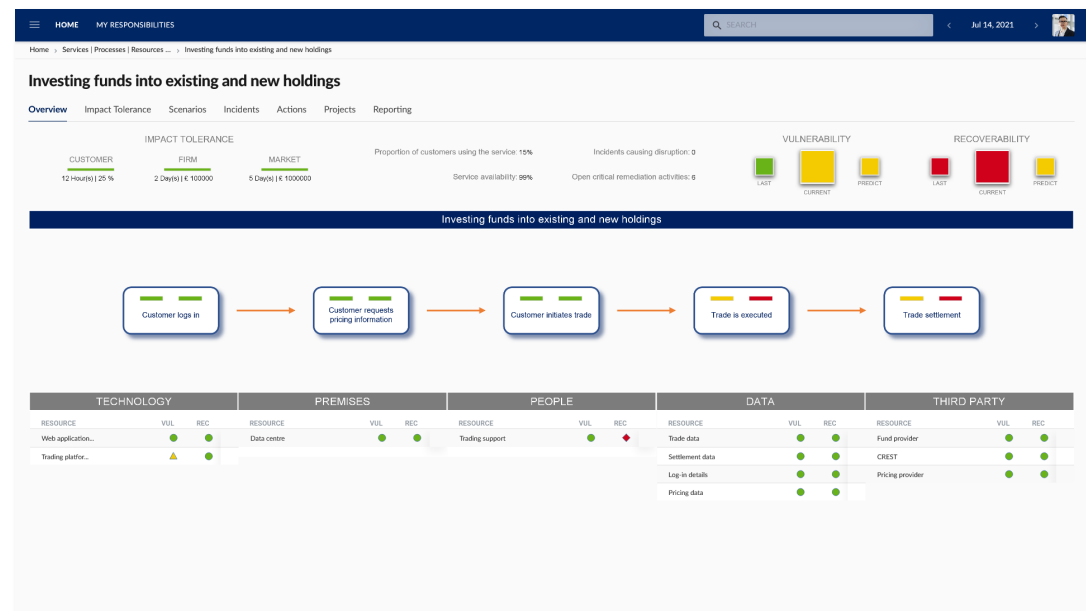 HOME MY RESPONSIBILITIES SEARCH < Jul 14, 2021 >
Home > Services | Processes | Resources ... > Investing funds into existing and new holdings
Investing funds into existing and new holdings
Overview Impact Tolerance Scenarios Incidents Actions Projects Reporting
IMPACT TOLERANCE
CUSTOMER FIRM MARKET
12 Hour(s) | 25 % 2 Day(s) | € 100000 5 Day(s) | € 1000000
Proportion of customers using the service: 15% Incidents causing disruption: 0
Service availability: 99% Open critical remediation activities: 6
VULNERABILITY RECOVERABILITY
LAST CURRENT PREDICT LAST CURRENT PREDICT
Investing funds into existing and new holdings
Customer logs in
Customer requests
pricing information
Customer initiates trade
Trade is executed
Trade settlement
TECHNOLOGY PREMISES PEOPLE DATA THIRD PARTY
RESOURCE VUL REC RESOURCE VUL REC RESOURCE VUL REC RESOURCE VUL REC RESOURCE VUL REC
Web application... Data centre Trading support Trade data Fund provider
Trading platfor... Settlement data CREST
Log-in details Pricing provider
Pricing data